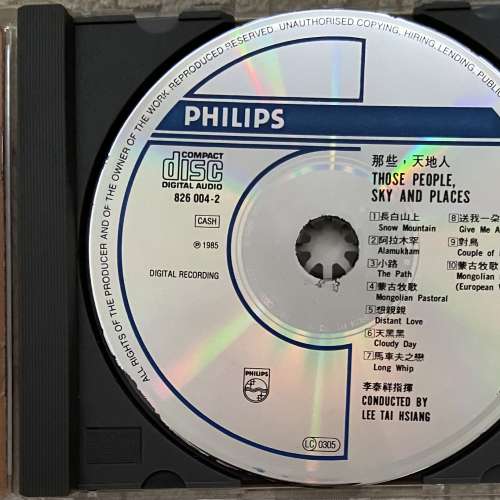 ALL RIGHTS OF THE PRODUCER AND OF THE OWNER OF THE WORK REPRODUCED RESERVED. UNAUTHORISED COPYING, HIRING, LENDING, PUBLIC
PHILIPS
COMPACT
disc
DIGITAL AUDIO
826 004-2
CASH
℗ 1985
DIGITAL RECORDING
那些，天地人
THOSE PEOPLE,
SKY AND PLACES
1 長白山上
Snow Mountain
2 阿拉木罕
Alamukham
3 小路
The Path
4 蒙古牧歌
Mongolian Pastoral
5 想親親
Distant Love
6 天黑黑
Cloudy Day
7 馬車夫之戀
Long Whip
8 送我一朵
Give Me A
9 對鳥
Couple of
10 蒙古牧歌
Mongolian
(European
李泰祥指揮
CONDUCTED BY
LEE TAI HSIANG
PHILIPS
LC 0305